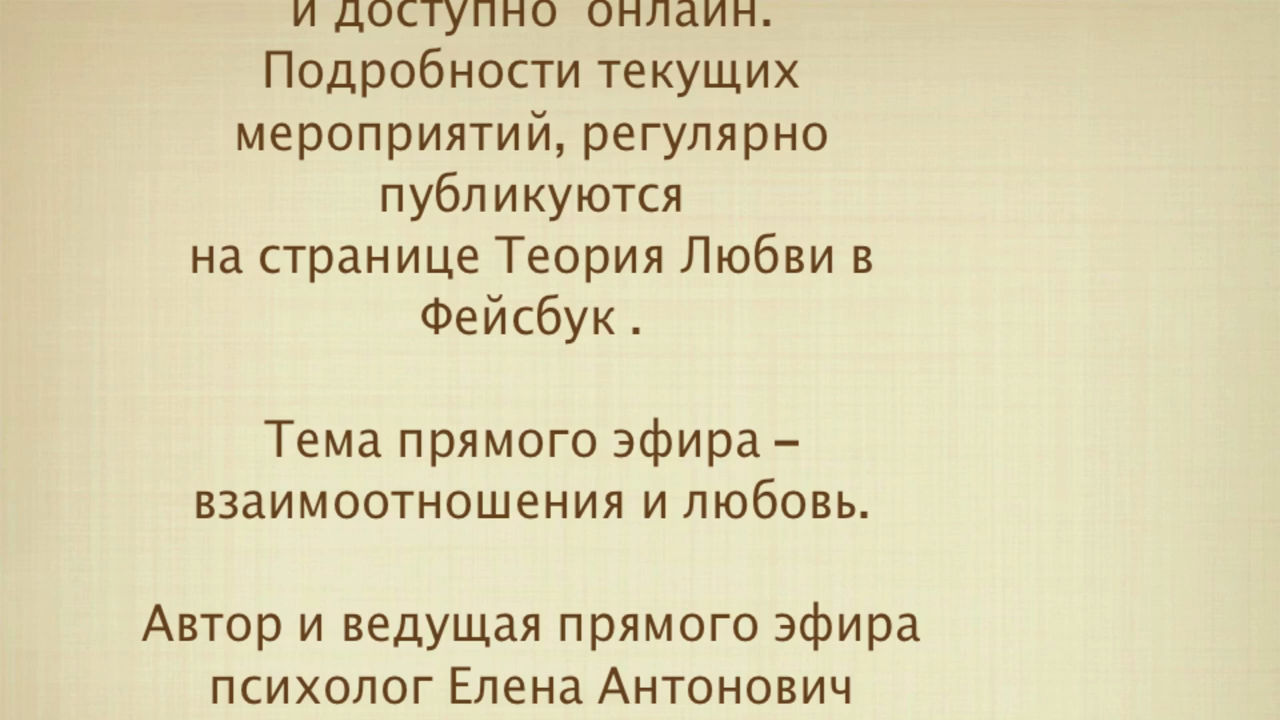 и доступно онлайн.
Подробности текущих
мероприятий, регулярно
публикуются
на странице Теория Любви в
Фейсбук .
Тема прямого эфира –
взаимоотношения и любовь.
Автор и ведущая прямого эфира
психолог Елена Антонович